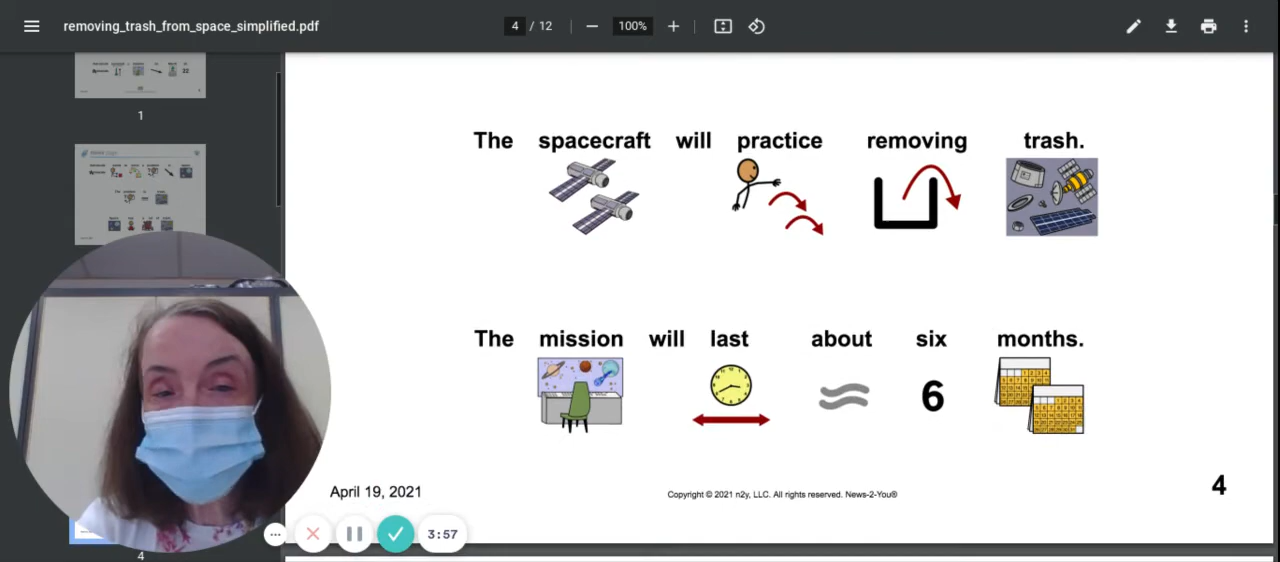 removing_trash_from_space_simplified.pdf
4 / 12
100%
1
The spacecraft will practice removing trash.
The mission will last about six months.
6
April 19, 2021
Copyright © 2021 n2y, LLC. All rights reserved. News-2-You®
4
3:57
4